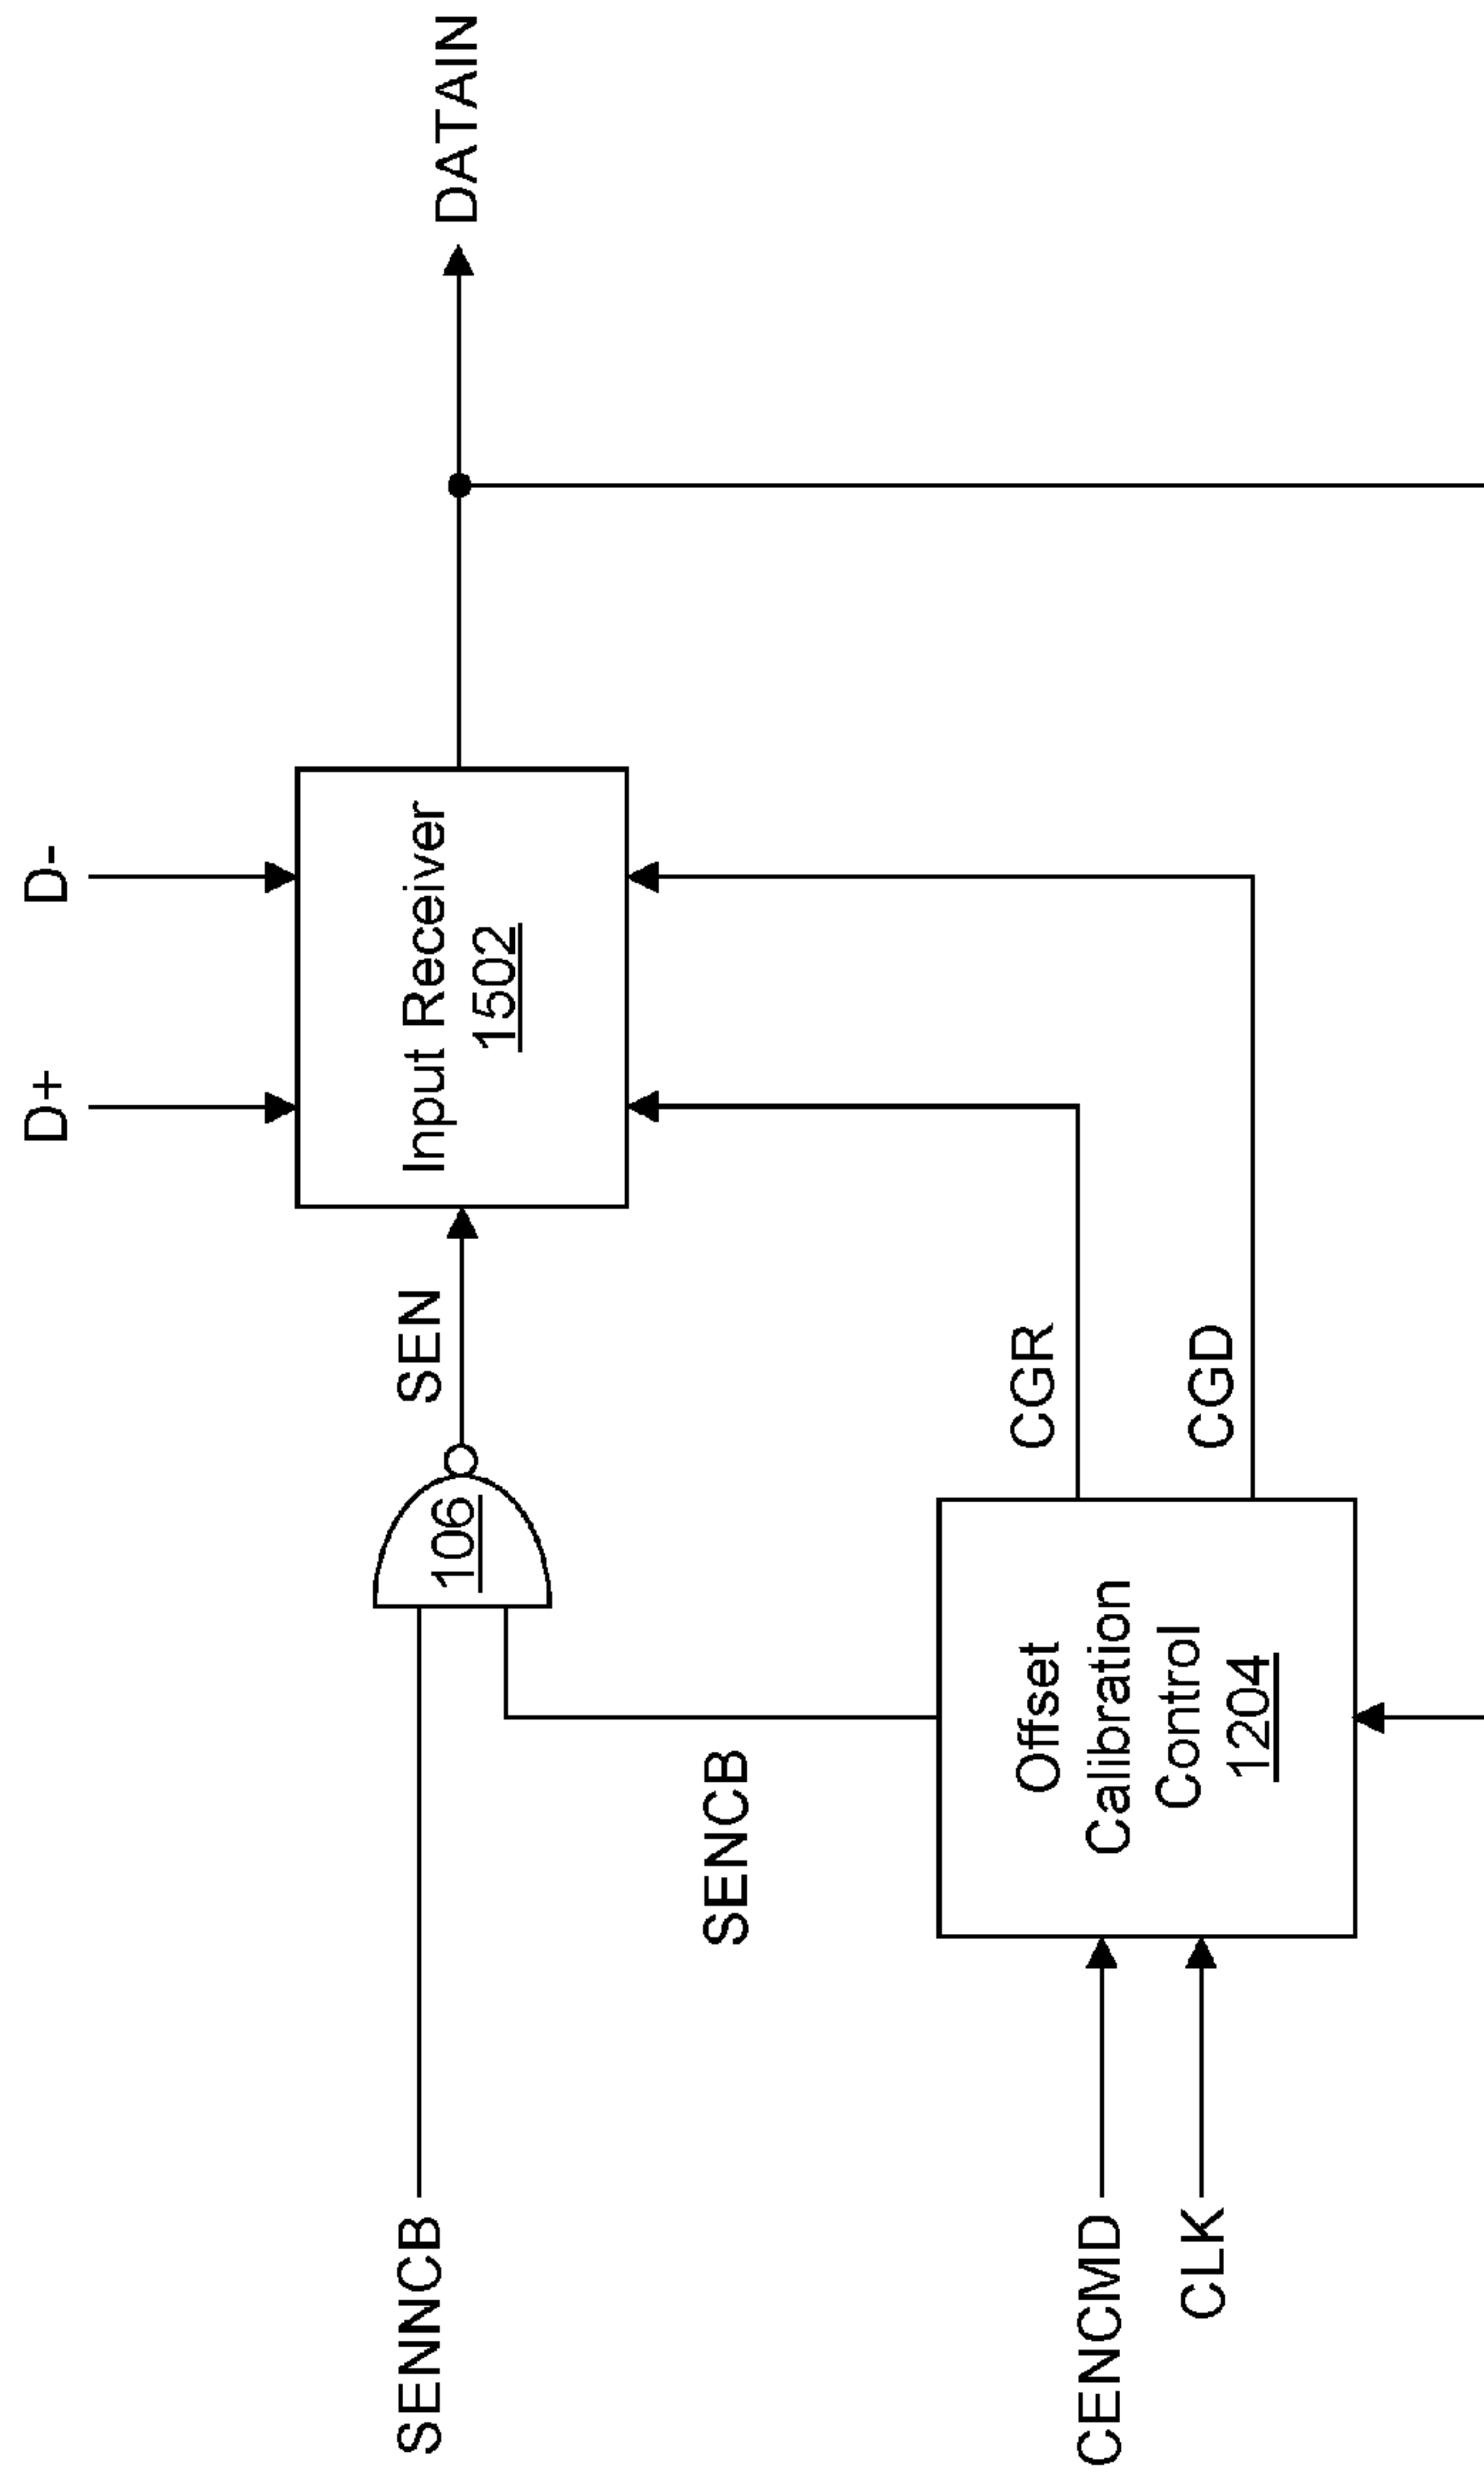 D+
D-
SENNCB
106
SEN
Input Receiver
1502
DATAIN
SENCB
CGR
CGD
Offset
Calibration
Control
1204
CENCMD
CLK